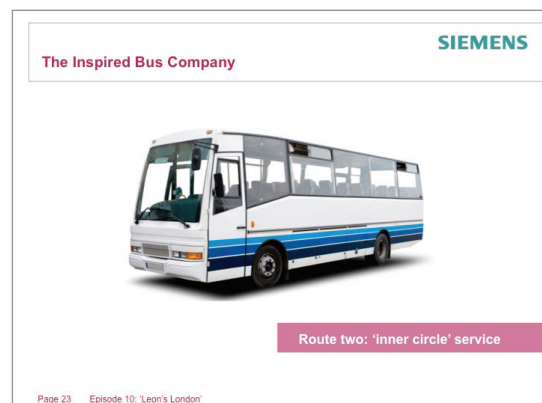 SIEMENS
The Inspired Bus Company
Route two: ‘inner circle’ service
Page 23 Episode 10: ‘Leon’s London’